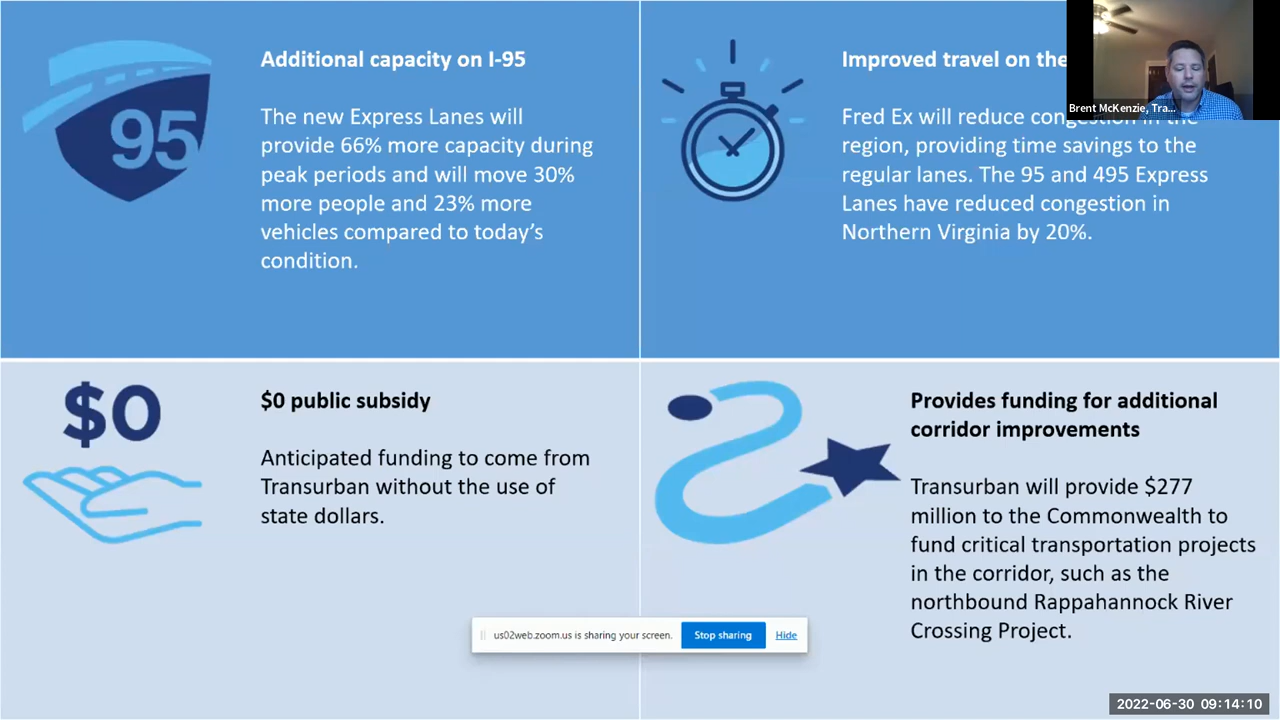 95
Additional capacity on I-95
The new Express Lanes will
provide 66% more capacity during
peak periods and will move 30%
more people and 23% more
vehicles compared to today's
condition.
Improved travel on the
Fred Ex will reduce congestion in the
region, providing time savings to the
regular lanes. The 95 and 495 Express
Lanes have reduced congestion in
Northern Virginia by 20%.
Brent McKenzie, Tra...
$0
$0 public subsidy
Anticipated funding to come from
Transurban without the use of
state dollars.
Provides funding for additional
corridor improvements
Transurban will provide $277
million to the Commonwealth to
fund critical transportation projects
in the corridor, such as the
northbound Rappahannock River
Crossing Project.
us02web.zoom.us is sharing your screen.
Stop sharing
Hide
2022-06-30 09:14:10